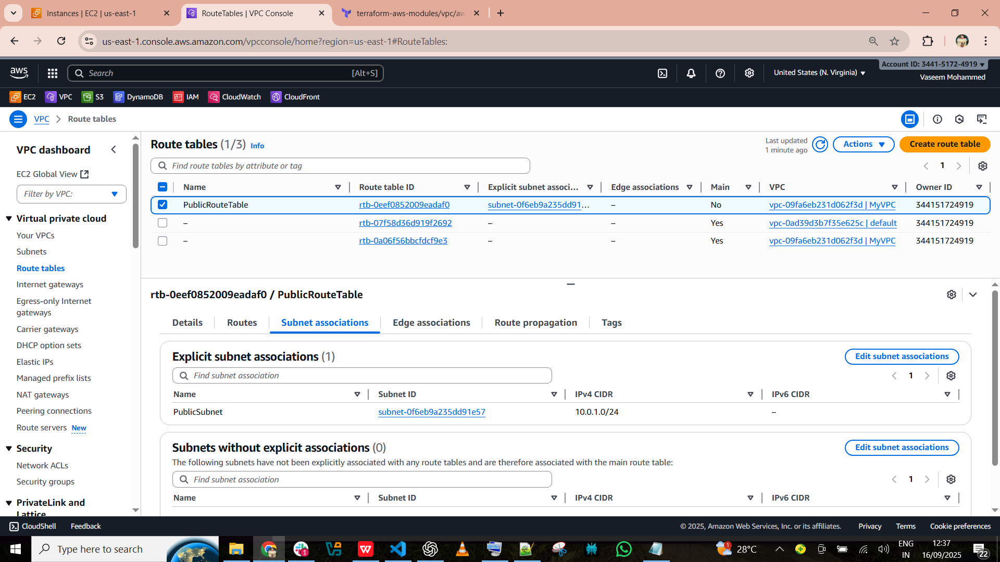 Instances | EC2 | us-east-1
RouteTables | VPC Console
terraform-aws-modules/vpc/aw
us-east-1.console.aws.amazon.com/vpcconsole/home?region=us-east-1#RouteTables:
aws
Search
[Alt+S]
United States (N. Virginia)
Account ID: 3441-5172-4919
Vaseem Mohammed
EC2
VPC
S3
DynamoDB
IAM
CloudWatch
CloudFront
VPC
Route tables
VPC dashboard
EC2 Global View
Filter by VPC:
Virtual private cloud
Your VPCs
Subnets
Route tables
Internet gateways
Egress-only Internet
gateways
Carrier gateways
DHCP option sets
Elastic IPs
Managed prefix lists
NAT gateways
Peering connections
Route servers New
Security
Network ACLs
Security groups
PrivateLink and
Lattice
Route tables (1/3) Info
Last updated
1 minute ago
Actions
Create route table
Find route tables by attribute or tag
1
Name Route table ID Explicit subnet associ... Edge associations Main VPC Owner ID
PublicRouteTable rtb-0eef0852009eadaf0 subnet-0f6eb9a235dd91... – No vpc-09fa6eb231d062f3d | MyVPC 344151724919
– rtb-07f58d36d919f2692 – – Yes vpc-0ad39d3b7f35e625c | default 344151724919
– rtb-0a06f56bbcfdcf9e3 – – Yes vpc-09fa6eb231d062f3d | MyVPC 344151724919
rtb-0eef0852009eadaf0 / PublicRouteTable
Details
Routes
Subnet associations
Edge associations
Route propagation
Tags
Explicit subnet associations (1)
Edit subnet associations
Find subnet association
1
Name Subnet ID IPv4 CIDR IPv6 CIDR
PublicSubnet subnet-0f6eb9a235dd91e57 10.0.1.0/24 –
Subnets without explicit associations (0)
Edit subnet associations
The following subnets have not been explicitly associated with any route tables and are therefore associated with the main route table:
Find subnet association
1
Name Subnet ID IPv4 CIDR IPv6 CIDR
CloudShell
Feedback
© 2025, Amazon Web Services, Inc. or its affiliates.
Privacy
Terms
Cookie preferences
Type here to search
1
1
28°C
ENG
IN
12:37
16/09/2025
22